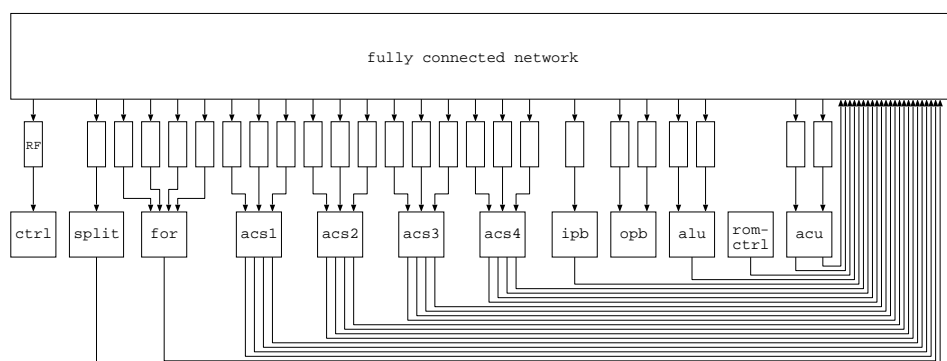 fully connected network
RF
ctrl
split
for
acs1
acs2
acs3
acs4
ipb
opb
alu
rom-
ctrl
acu